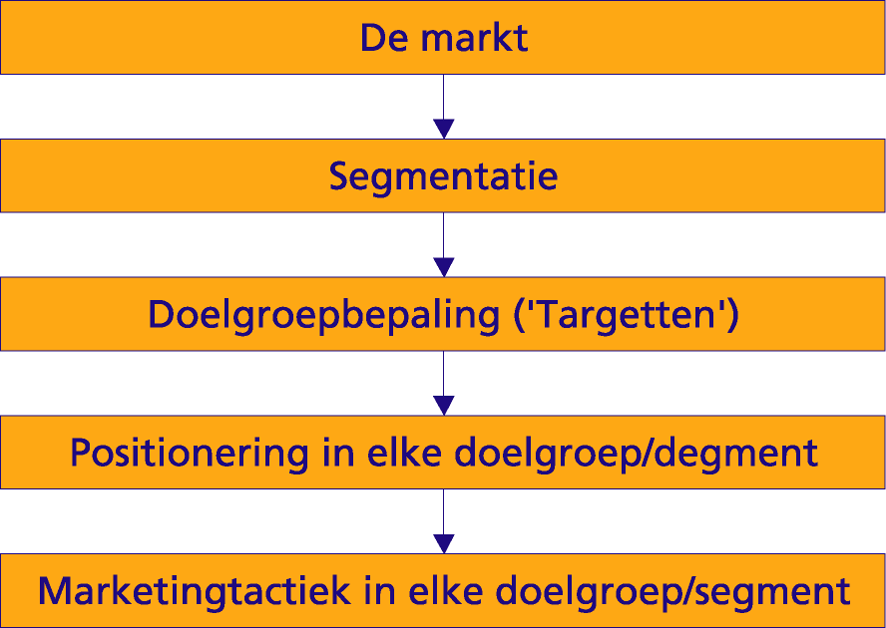 De markt
Segmentatie
Doelgroepbepaling ('Targetten')
Positionering in elke doelgroep/degment
Marketingtactiek in elke doelgroep/segment